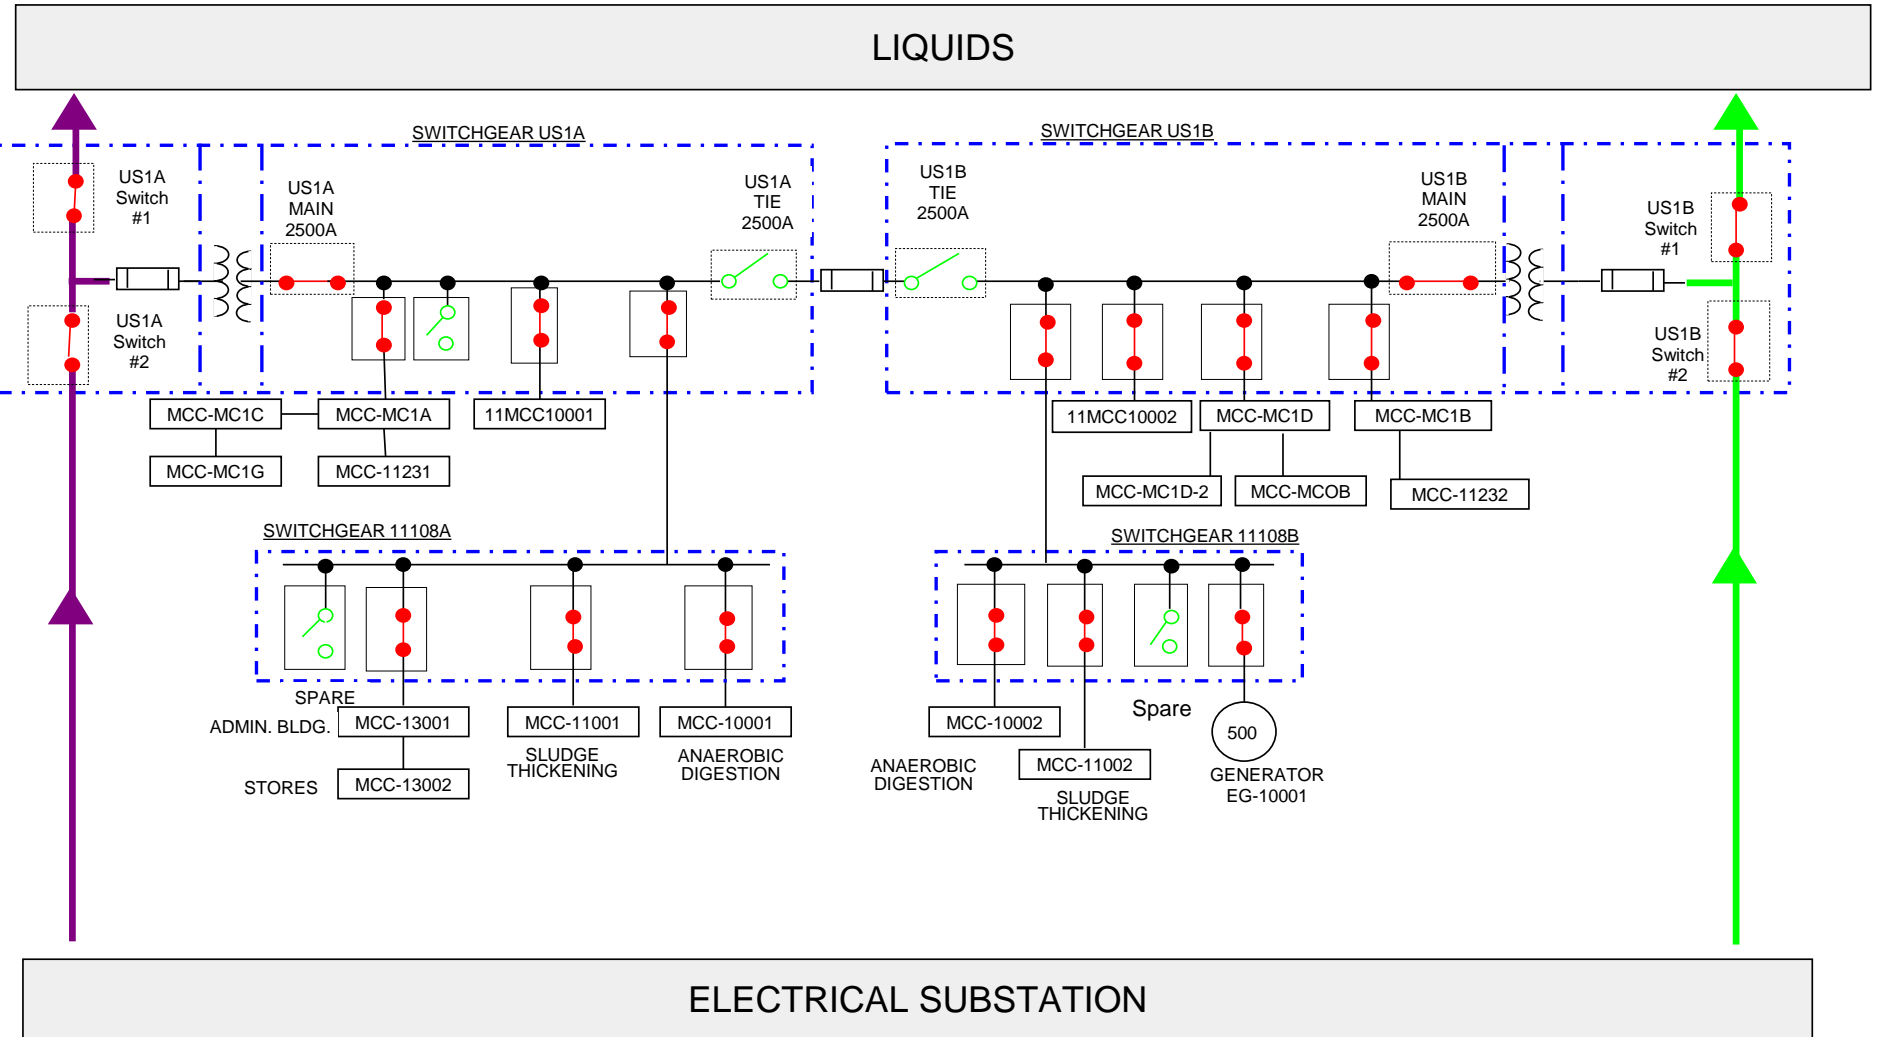 LIQUIDS
SWITCHGEAR US1A
SWITCHGEAR US1B
US1A
Switch
#1
US1A
MAIN
2500A
US1A
TIE
2500A
US1B
TIE
2500A
US1B
MAIN
2500A
US1B
Switch
#1
US1A
Switch
#2
US1B
Switch
#2
MCC-MC1C
MCC-MC1A
11MCC10001
11MCC10002
MCC-MC1D
MCC-MC1B
MCC-MC1G
MCC-11231
MCC-MC1D-2
MCC-MCOB
MCC-11232
SWITCHGEAR 11108A
SWITCHGEAR 11108B
SPARE
ADMIN. BLDG.
MCC-13001
MCC-11001
MCC-10001
MCC-10002
Spare
500
SLUDGE
THICKENING
ANAEROBIC
DIGESTION
ANAEROBIC
DIGESTION
MCC-11002
GENERATOR
EG-10001
STORES
MCC-13002
SLUDGE
THICKENING
ELECTRICAL SUBSTATION